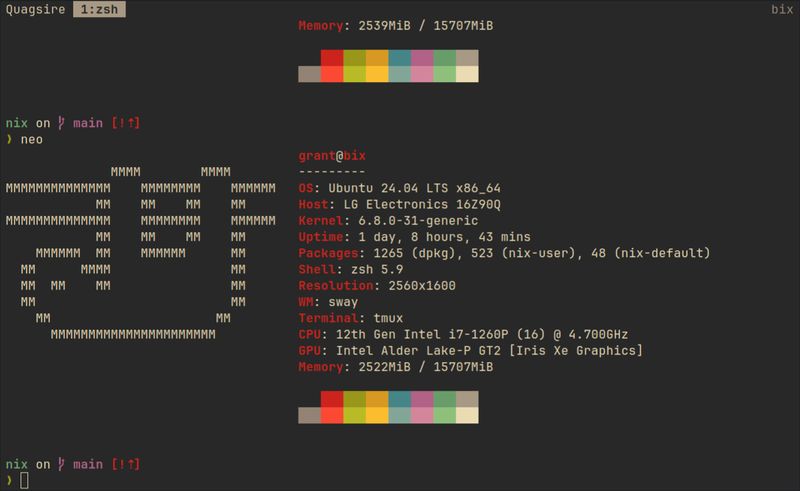 Quagsire 1:zsh bix
Memory: 2539MiB / 15707MiB
nix on main [!⇡]
❱ neo
grant@bix
---------
MMMM MMMM
MMMMMMMMMMMMMM MMMMMMMM MMMMMM OS: Ubuntu 24.04 LTS x86_64
MM MM MM MM Host: LG Electronics 16Z90Q
MMMMMMMMMMMMMM MMMMMMMM MMMMMM Kernel: 6.8.0-31-generic
MM MM MM MM Uptime: 1 day, 8 hours, 43 mins
MMMMMM MM MMMMMM MM Packages: 1265 (dpkg), 523 (nix-user), 48 (nix-default)
MM MMMM MM Shell: zsh 5.9
MM MM MM MM Resolution: 2560x1600
MM MM WM: sway
MM MM Terminal: tmux
MMMMMMMMMMMMMMMMMMMMMM CPU: 12th Gen Intel i7-1260P (16) @ 4.700GHz
GPU: Intel Alder Lake-P GT2 [Iris Xe Graphics]
Memory: 2522MiB / 15707MiB
nix on main [!⇡]
❱